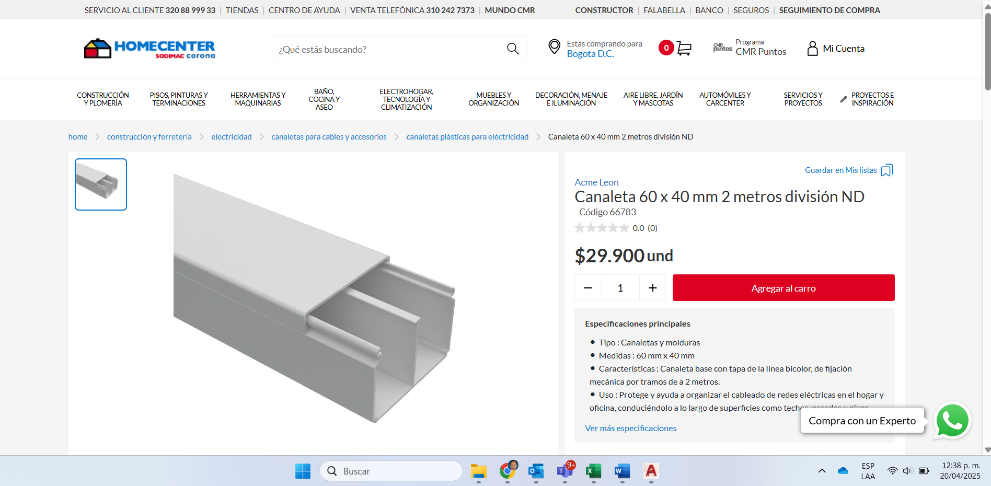 SERVICIO AL CLIENTE 320 88 999 33 | TIENDAS | CENTRO DE AYUDA | VENTA TELEFÓNICA 310 242 7373 | MUNDO CMR
CONSTRUCTOR | FALABELLA | BANCO | SEGUROS | SEGUIMIENTO DE COMPRA
HOMECENTER
SODIMAC corona
¿Qué estás buscando?
Estás comprando para
Bogota D.C.
0
CMR puntos
Programa
CMR Puntos
Mi Cuenta
CONSTRUCCIÓN
Y PLOMERÍA
PISOS, PINTURAS Y
TERMINACIONES
HERRAMIENTAS Y
MAQUINARIAS
BAÑO,
COCINA Y
ASEO
ELECTROHOGAR,
TECNOLOGÍA Y
CLIMATIZACIÓN
MUEBLES Y
ORGANIZACIÓN
DECORACIÓN, MENAJE
E ILUMINACIÓN
AIRE LIBRE, JARDÍN
Y MASCOTAS
AUTOMÓVILES Y
CARCENTER
SERVICIOS Y
PROYECTOS
PROYECTOS E
INSPIRACIÓN
home > construcción y ferretería > electricidad > canaletas para cables y accesorios > canaletas plásticas para eléctricidad > Canaleta 60 x 40 mm 2 metros división ND
Guardar en Mis listas
Acme Leon
Canaleta 60 x 40 mm 2 metros división ND
Código 66783
0.0 (0)
$29.900 und
− 1 +
Agregar al carro
Especificaciones principales
• Tipo : Canaletas y molduras
• Medidas : 60 mm x 40 mm
• Características : Canaleta base con tapa de la línea bicolor, de fijación
mecánica por tramos de a 2 metros.
• Uso : Protege y ayuda a organizar el cableado de redes eléctricas en el hogar y
oficina, conduciéndolo a lo largo de superficies como
Ver más especificaciones
Compra con un Experto
Buscar
9+
ESP
LAA
12:38 p. m.
20/04/2025